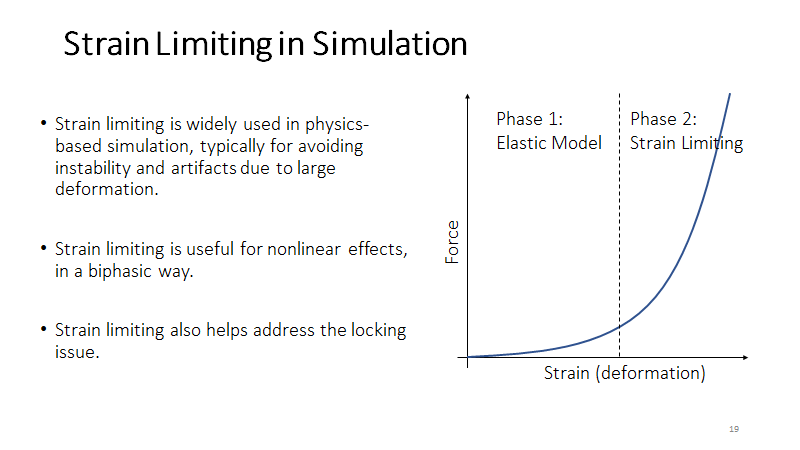 Strain Limiting in Simulation
• Strain limiting is widely used in physics-
based simulation, typically for avoiding
instability and artifacts due to large
deformation.
• Strain limiting is useful for nonlinear effects,
in a biphasic way.
• Strain limiting also helps address the locking
issue.
Phase 1:
Elastic Model
Phase 2:
Strain Limiting
Force
Strain (deformation)
19